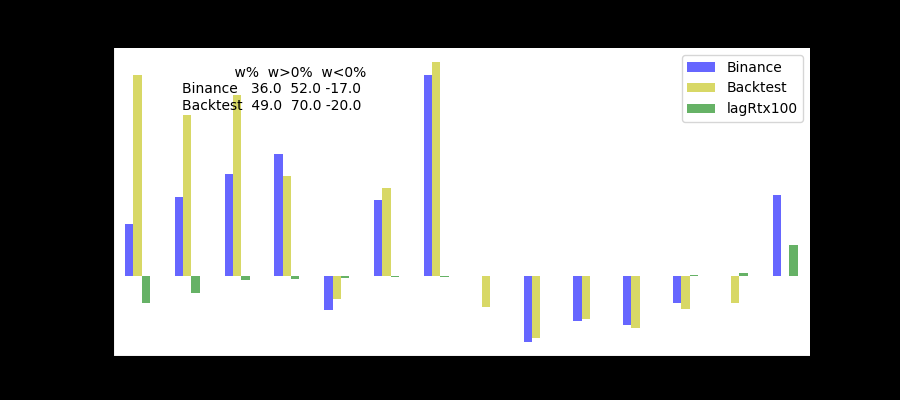 w% w>0% w<0%
Binance 36.0 52.0 -17.0
Backtest 49.0 70.0 -20.0
Binance
Backtest
lagRtx100